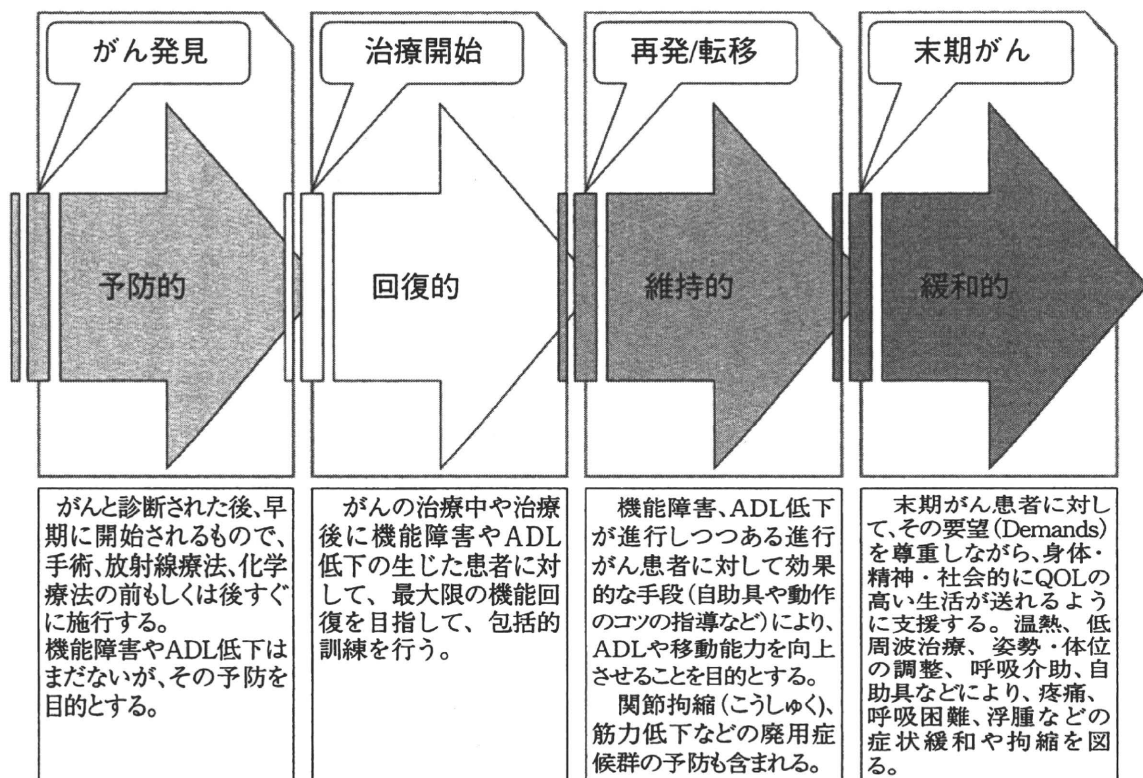 がん発見
治療開始
再発/転移
末期がん
予防的
回復的
維持的
緩和的
がんと診断された後、早
期に開始されるもので、
手術、放射線療法、化学
療法の前もしくは後すぐ
に施行する。
機能障害やADL低下は
まだないが、その予防を
目的とする。
がんの治療中や治療
後に機能障害やADL
低下の生じた患者に対
して、最大限の機能回
復を目指して、包括的
訓練を行う。
機能障害、ADL低下
が進行しつつある進行
がん患者に対して効果
的な手段(自助具や動作
のコツの指導など)により、
ADLや移動能力を向上
させることを目的とする。
関節拘縮(こうしゅく)、
筋力低下などの廃用症
候群の予防も含まれる。
末期がん患者に対し
て、その要望(Demands)
を尊重しながら、身体・
精神・社会的にQOLの
高い生活が送れるよう
に支援する。温熱、低
周波治療、姿勢・体位
の調整、呼吸介助、自
助具などにより、疼痛、
呼吸困難、浮腫などの
症状緩和や拘縮を図
る。